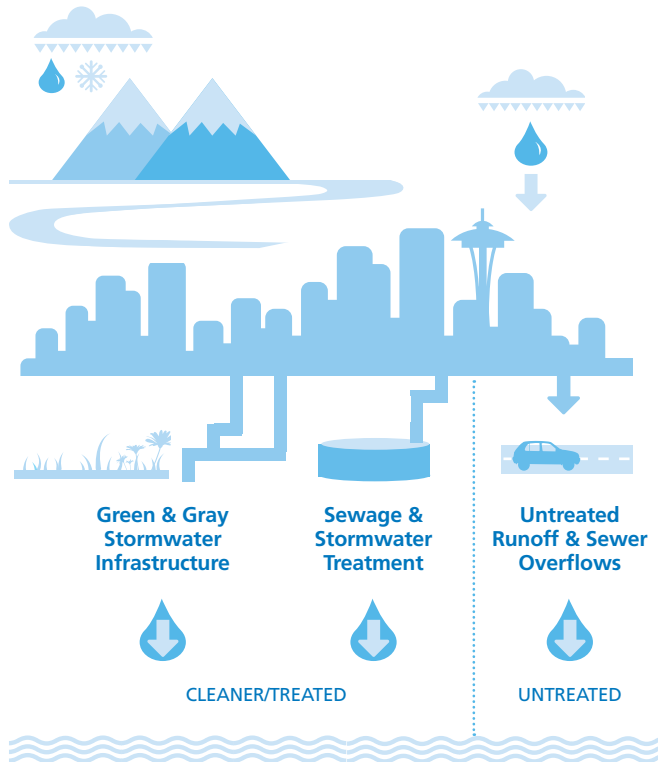 Green & Gray
Stormwater
Infrastructure
Sewage &
Stormwater
Treatment
Untreated
Runoff & Sewer
Overflows
CLEANER/TREATED
UNTREATED